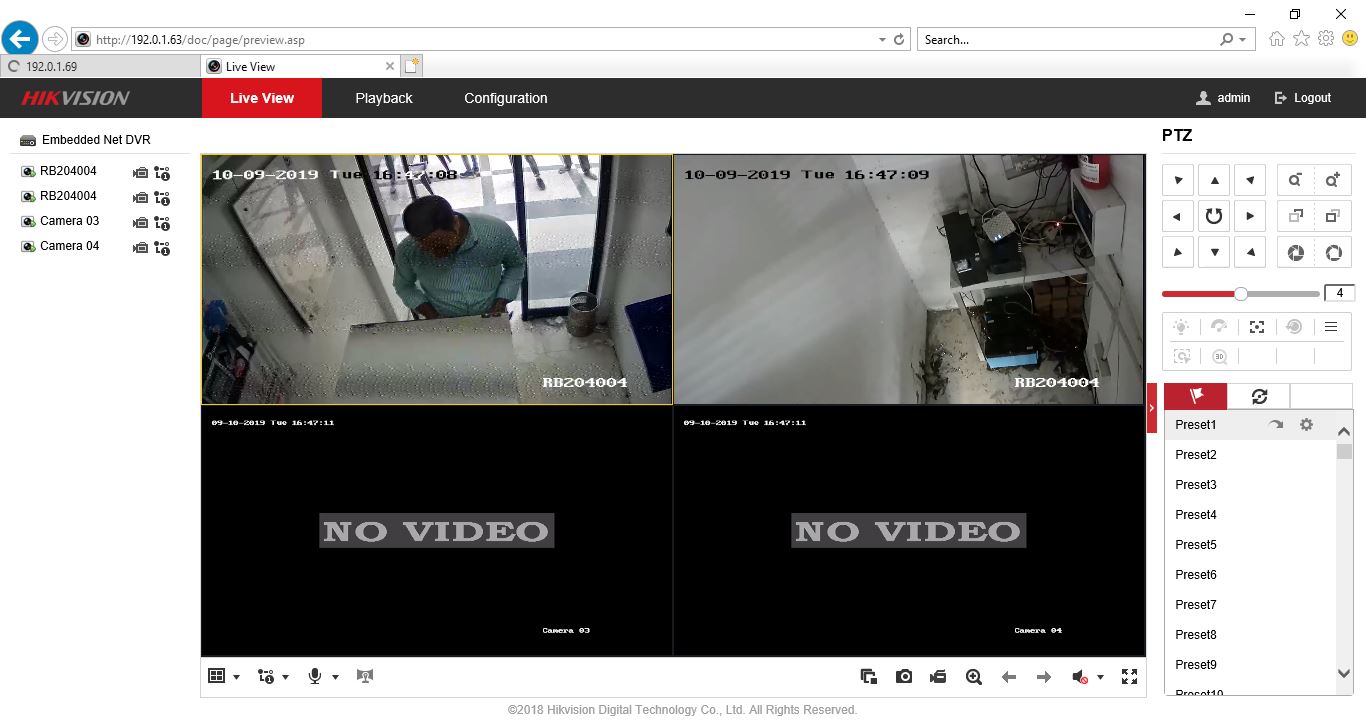 http://192.0.1.63/doc/page/preview.asp
Search...
192.0.1.69
Live View
HIKVISION
Live View
Playback
Configuration
admin
Logout
Embedded Net DVR
RB204004
RB204004
Camera 03
Camera 04
10-09-2019 Tue 16:47:08
RB204004
10-09-2019 Tue 16:47:09
RB204004
09-10-2019 Tue 16:47:11
NO VIDEO
Camera 03
09-10-2019 Tue 16:47:11
NO VIDEO
Camera 04
PTZ
4
3D
Preset1
Preset2
Preset3
Preset4
Preset5
Preset6
Preset7
Preset8
Preset9
Preset10
©2018 Hikvision Digital Technology Co., Ltd. All Rights Reserved.